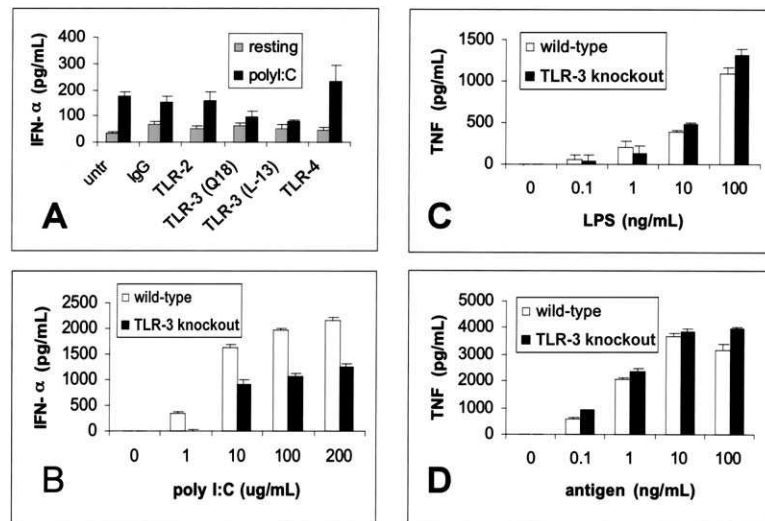 400
300
200
100
0
IFN- α (pg/mL)
resting
polyI:C
untr
IgG
TLR-2
TLR-3 (Q18)
TLR-3 (L-13)
TLR-4
A
2500
2000
1500
1000
500
0
IFN- α (pg/mL)
wild-type
TLR-3 knockout
0 1 10 100 200
poly I:C (ug/mL)
B
1500
1000
500
0
TNF (pg/mL)
wild-type
TLR-3 knockout
0 0.1 1 10 100
LPS (ng/mL)
C
5000
4000
3000
2000
1000
0
TNF (pg/mL)
wild-type
TLR-3 knockout
0 0.1 1 10 100
antigen (ng/mL)
D